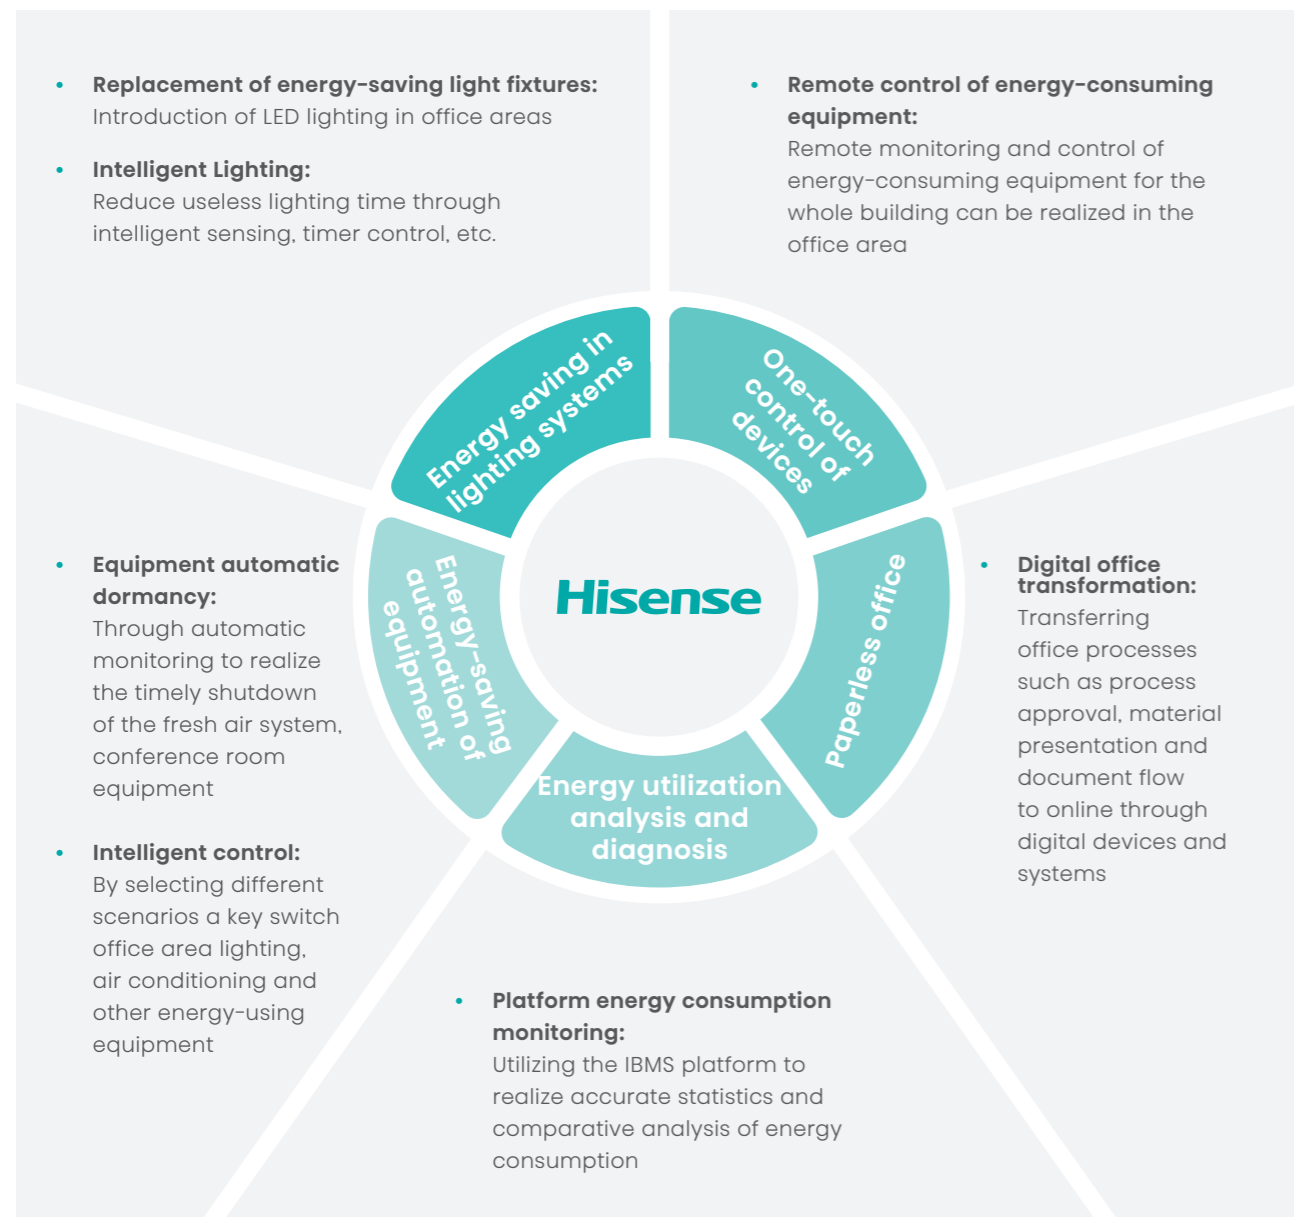 • Replacement of energy-saving light fixtures:
Introduction of LED lighting in office areas
• Intelligent Lighting:
Reduce useless lighting time through
intelligent sensing, timer control, etc.
• Remote control of energy-consuming
equipment:
Remote monitoring and control of
energy-consuming equipment for the
whole building can be realized in the
office area
Energy saving in
lighting systems
One-touch
control of
devices
Hisense
Energy-saving
automation of
equipment
Paperless office
Energy utilization
analysis and
diagnosis
• Equipment automatic
dormancy:
Through automatic
monitoring to realize
the timely shutdown
of the fresh air system,
conference room
equipment
• Intelligent control:
By selecting different
scenarios a key switch
office area lighting,
air conditioning and
other energy-using
equipment
• Digital office
transformation:
Transferring
office processes
such as process
approval, material
presentation and
document flow
to online through
digital devices and
systems
• Platform energy consumption
monitoring:
Utilizing the IBMS platform to
realize accurate statistics and
comparative analysis of energy
consumption